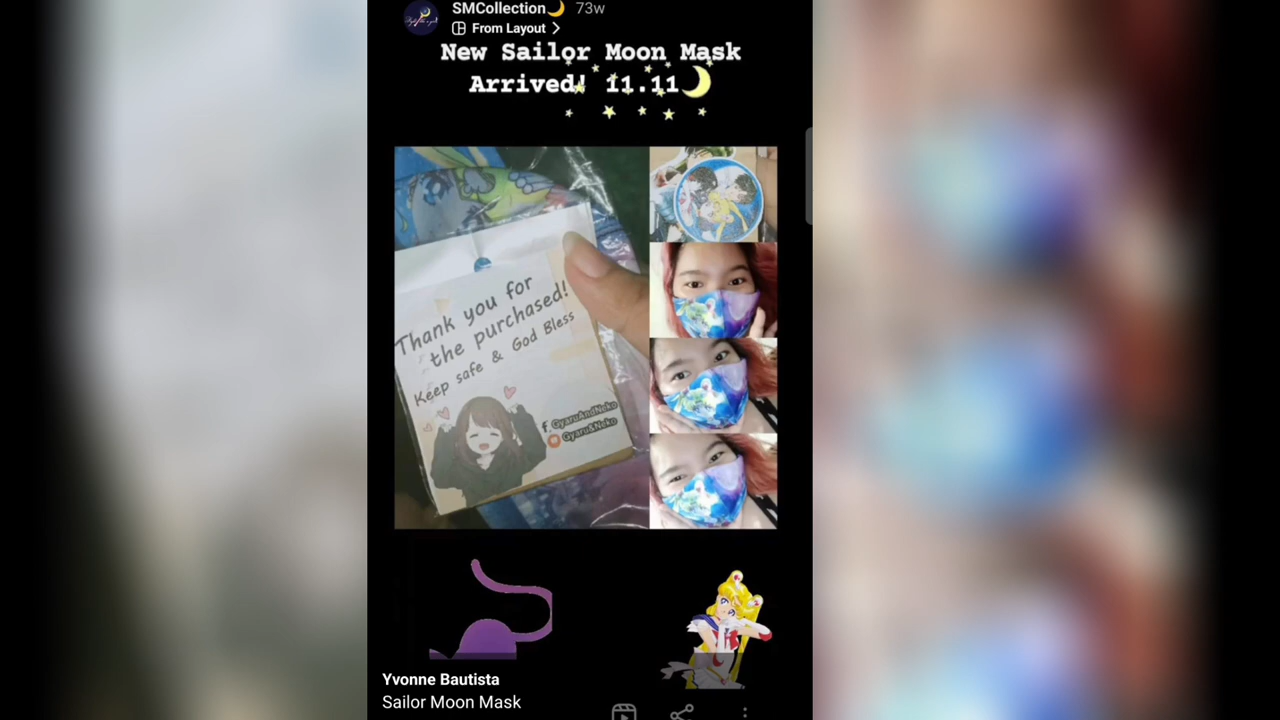 SMCollection🌙 73w
From Layout
New Sailor Moon Mask
Arrived! 11.11🌙
Thank you for
the purchased!
Keep safe & God Bless
GyaruAndNeko
Gyaru&Neko
Yvonne Bautista
Sailor Moon Mask